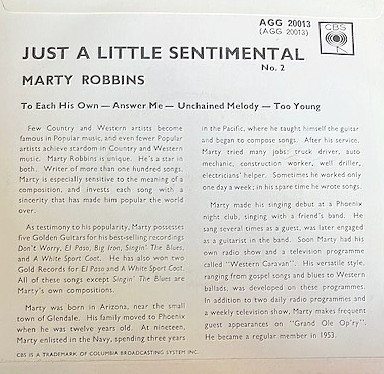 AGG 20013
(AGG 20013)
CBS
JUST A LITTLE SENTIMENTAL
No. 2
MARTY ROBBINS
To Each His Own — Answer Me — Unchained Melody — Too Young
Few Country and Western artists become
famous in Popular music, and even fewer Popular
artists achieve stardom in Country and Western
music. Marty Robbins is unique. He's a star in
both. Writer of more than one hundred songs,
Marty is especially sensitive to the meaning of a
composition, and invests each song with a
sincerity that has made him popular the world
over.
As testimony to his popularity, Marty possesses
five Golden Guitars for his best-selling recordings
Don't Worry, El Paso, Big Iron, Singin' The Blues,
and A White Sport Coat. He has also won two
Gold Records for El Paso and A White Sport Coat.
All of these songs except Singin' The Blues are
Marty's own compositions.
Marty was born in Arizona, near the small
town of Glendale. His family moved to Phoenix
when he was twelve years old. At nineteen,
Marty enlisted in the Navy, spending three years
in the Pacific, where he taught himself the guitar
and began to compose songs. After his service,
Marty tried many jobs: truck driver, auto
mechanic, construction worker, well driller,
electricians' helper. Sometimes he worked only
one day a week; in his spare time he wrote songs.
Marty made his singing debut at a Phoenix
night club, singing with a friend's band. He
sang several times as a guest, was later engaged
as a guitarist in the band. Soon Marty had his
own radio show and a television programme
called "Western Caravan". His versatile style,
ranging from gospel songs and blues to Western
ballads, was developed on these programmes.
In addition to two daily radio programmes and
a weekly television show, Marty makes frequent
guest appearances on "Grand Ole Op'ry".
He became a regular member in 1953.
CBS IS A TRADEMARK OF COLUMBIA BROADCASTING SYSTEM INC.